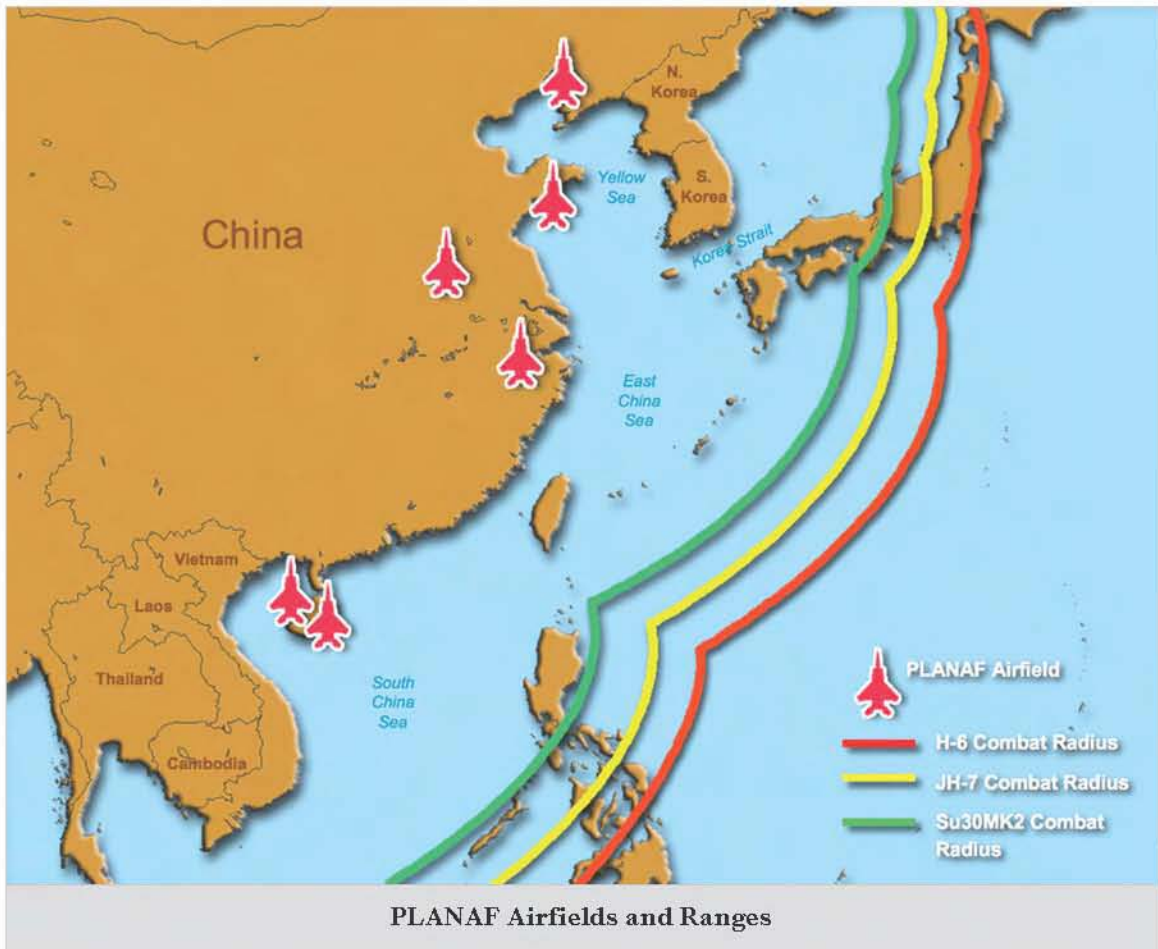 N.
Korea
S.
Korea
Yellow
Sea
China
Korea Strait
East
China
Sea
Vietnam
Laos
Thailand
South
China
Sea
Cambodia
PLANAF Airfield
H-6 Combat Radius
JH-7 Combat Radius
Su30MK2 Combat
Radius
PLANAF Airfields and Ranges